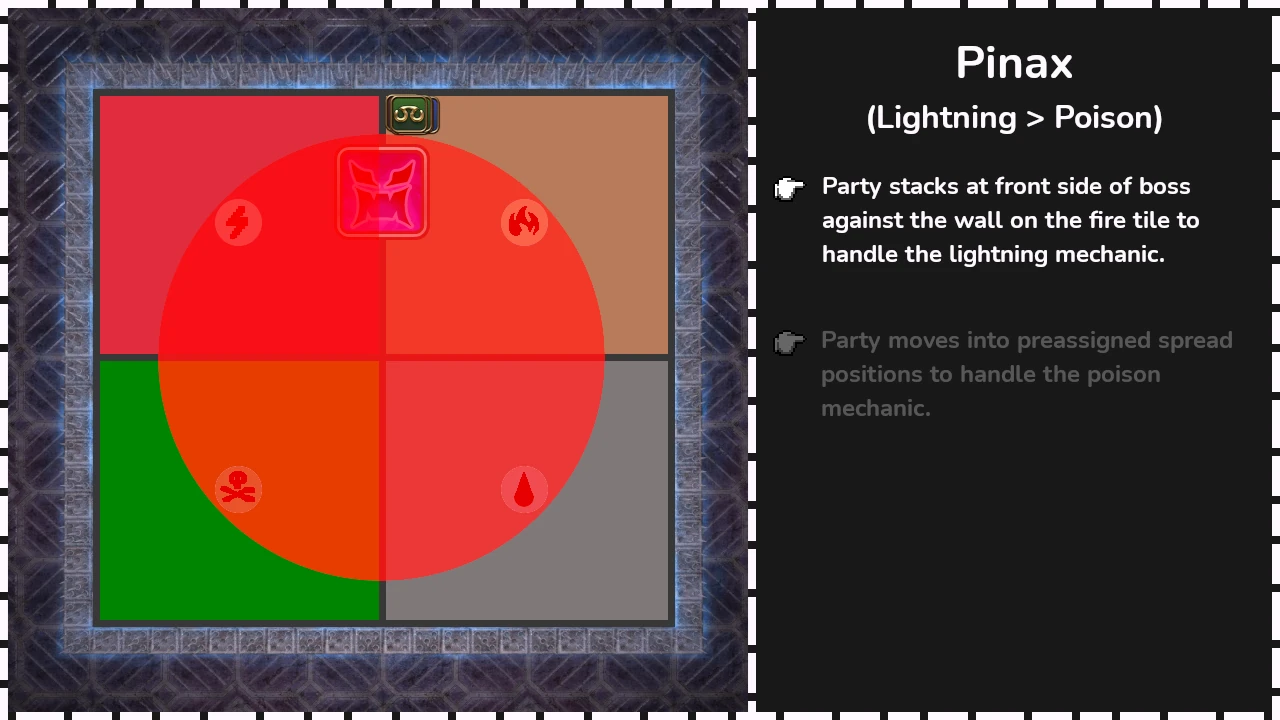 Pinax
(Lightning > Poison)
Party stacks at front side of boss
against the wall on the fire tile to
handle the lightning mechanic.
Party moves into preassigned spread
positions to handle the poison
mechanic.